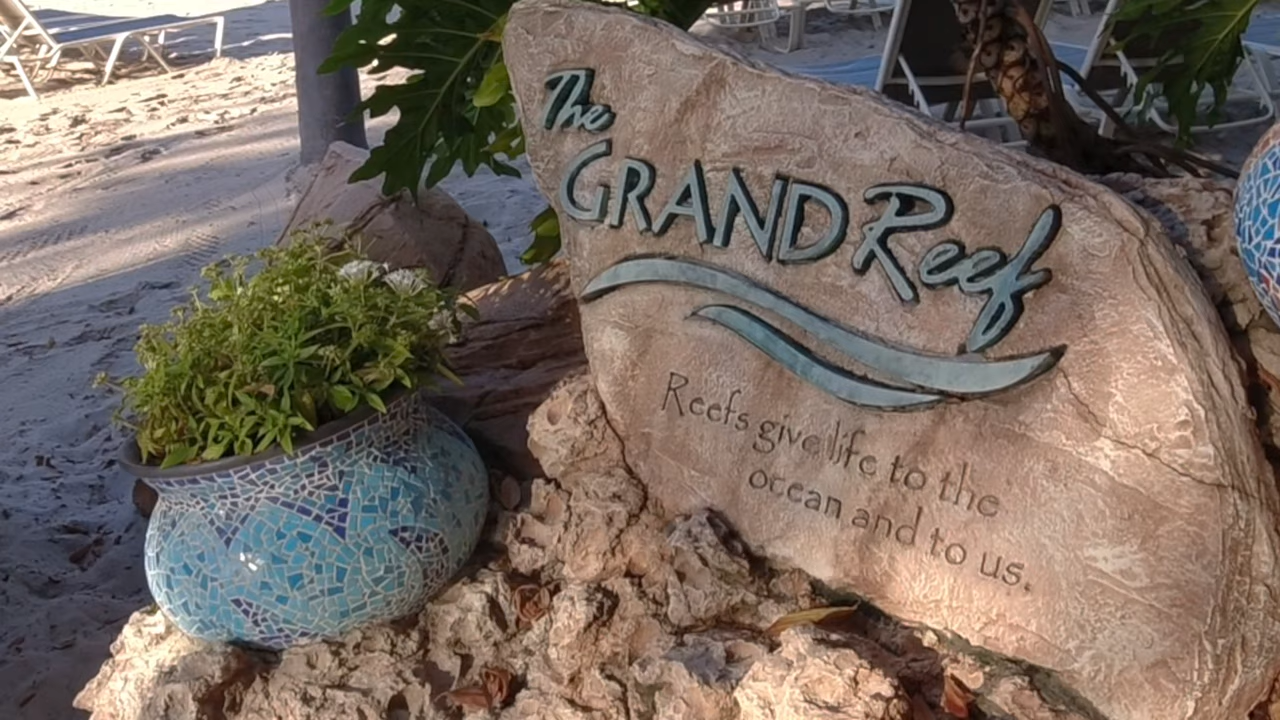 The
GRAND Reef
Reefs give life to the
ocean and to us.